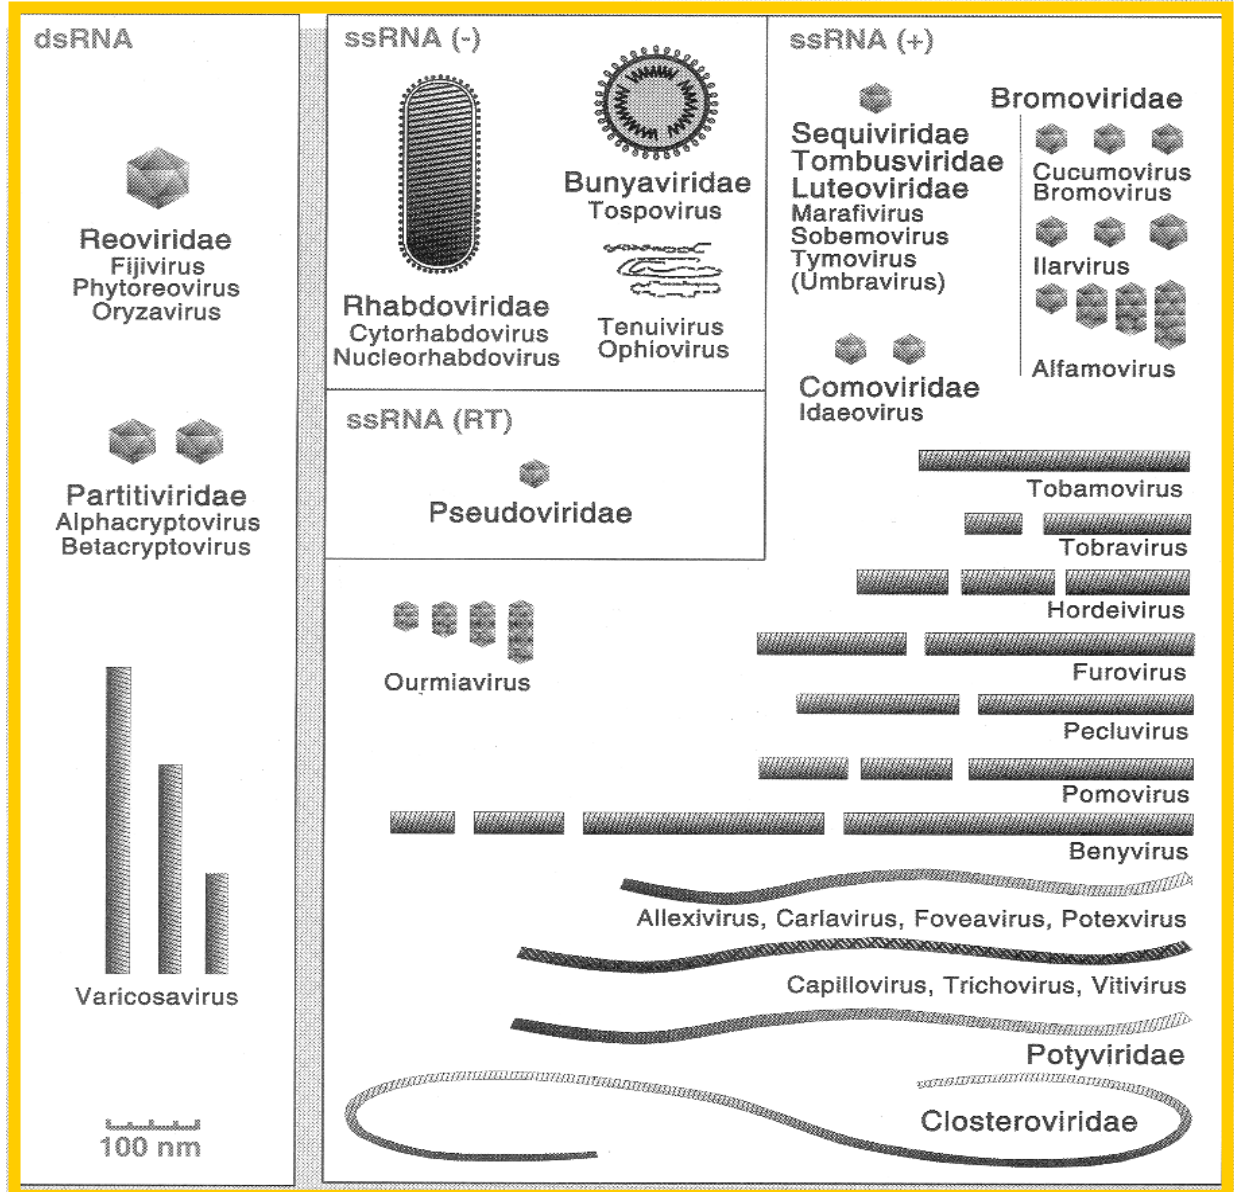 dsRNA
Reoviridae
Fijivirus
Phytoreovirus
Oryzavirus
Partitiviridae
Alphacryptovirus
Betacryptovirus
Varicosavirus
100 nm
ssRNA (-)
Rhabdoviridae
Cytorhabdovirus
Nucleorhabdovirus
Bunyaviridae
Tospovirus
Tenuivirus
Ophiovirus
ssRNA (RT)
Pseudoviridae
Ourmiavirus
ssRNA (+)
Sequiviridae
Tombusviridae
Luteoviridae
Marafivirus
Sobemovirus
Tymovirus
(Umbravirus)
Bromoviridae
Cucumovirus
Bromovirus
Ilarvirus
Alfamovirus
Comoviridae
Idaeovirus
Tobamovirus
Tobravirus
Hordeivirus
Furovirus
Pecluvirus
Pomovirus
Benyvirus
Allexivirus, Carlavirus, Foveavirus, Potexvirus
Capillovirus, Trichovirus, Vitivirus
Potyviridae
Closteroviridae